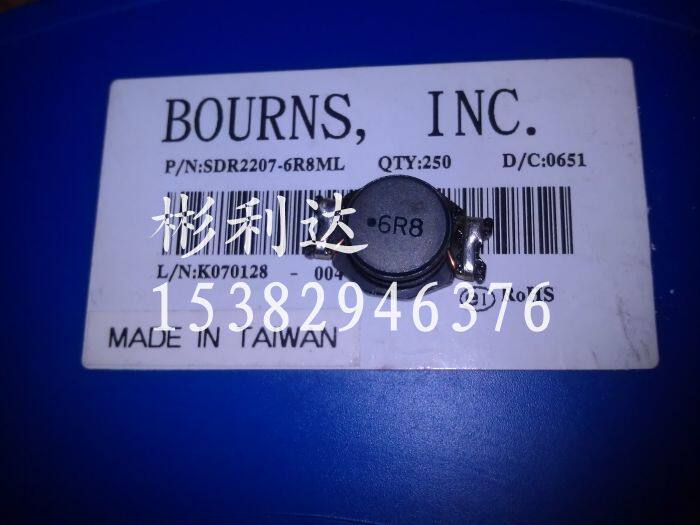 BOURNS, INC.
P/N:SDR2207-6R8ML QTY:250 D/C:0651
6R8
彬利达
L/N:K070128 - 004
RoHS
15382946376
MADE IN TAIWAN